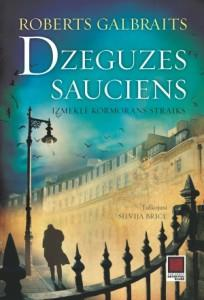 ROBERTS GALBRAITS
DZEGUZES
SAUCIENS
IZMEKLĒ KORMORANS STRAIKS
Tulkojusi
SILVIJA BRICE